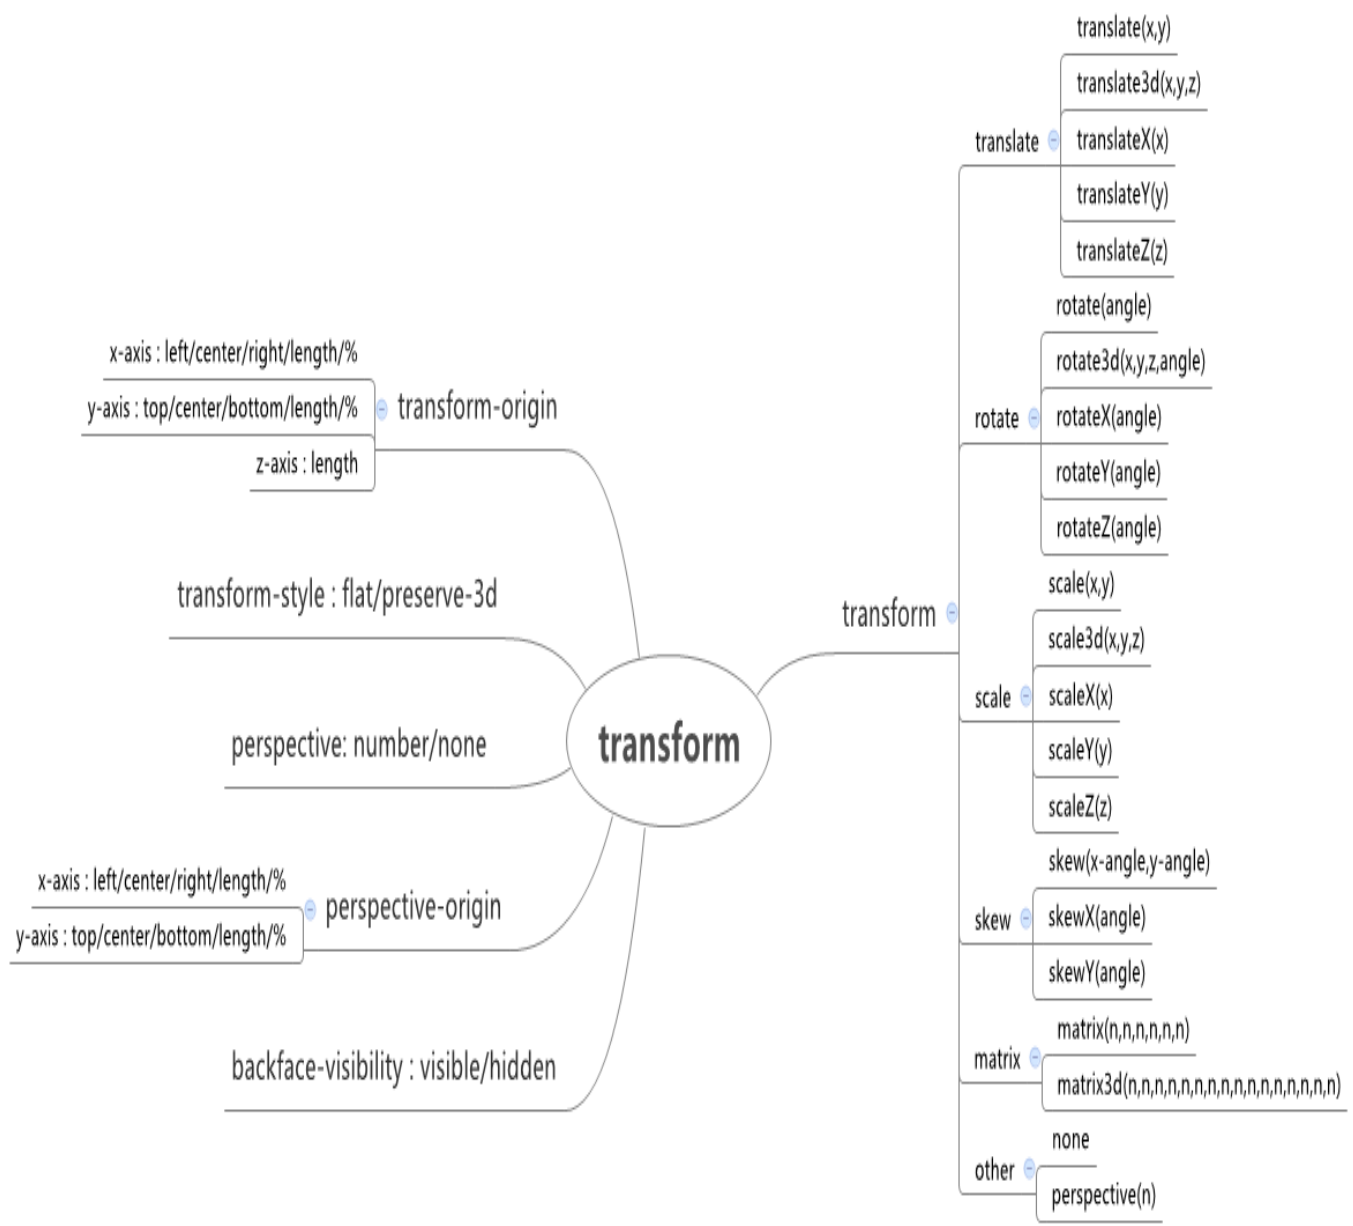 translate(x,y)
translate3d(x,y,z)
translate
translateX(x)
translateY(y)
translateZ(z)
rotate(angle)
rotate3d(x,y,z,angle)
rotate
rotateX(angle)
rotateY(angle)
rotateZ(angle)
transform
scale(x,y)
scale3d(x,y,z)
scale
scaleX(x)
scaleY(y)
scaleZ(z)
skew(x-angle,y-angle)
skew
skewX(angle)
skewY(angle)
matrix
matrix(n,n,n,n,n,n)
matrix3d(n,n,n,n,n,n,n,n,n,n,n,n,n,n,n,n)
other
none
perspective(n)
x-axis : left/center/right/length/%
y-axis : top/center/bottom/length/%
z-axis : length
transform-origin
transform-style : flat/preserve-3d
perspective: number/none
transform
x-axis : left/center/right/length/%
y-axis : top/center/bottom/length/%
perspective-origin
backface-visibility : visible/hidden